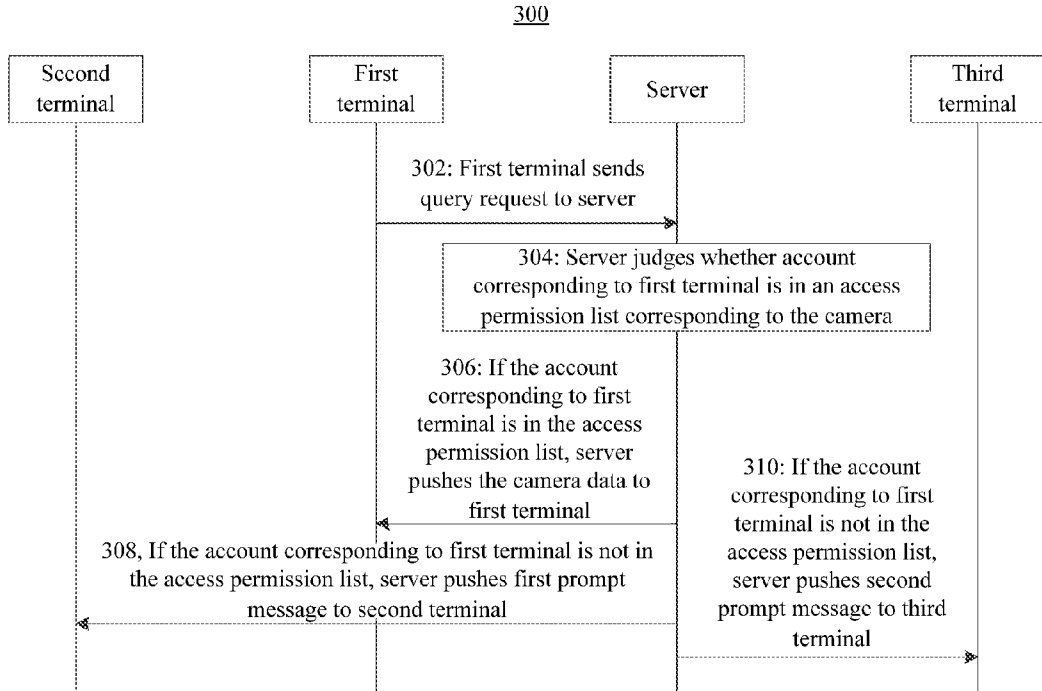 300
Second
terminal
First
terminal
Server
Third
terminal
302: First terminal sends
query request to server
304: Server judges whether account
corresponding to first terminal is in an access
permission list corresponding to the camera
306: If the account
corresponding to first
terminal is in the access
permission list, server
pushes the camera data to
first terminal
308, If the account corresponding to first terminal is not in
the access permission list, server pushes first prompt
message to second terminal
310: If the account
corresponding to first
terminal is not in the
access permission list,
server pushes second
prompt message to third
terminal